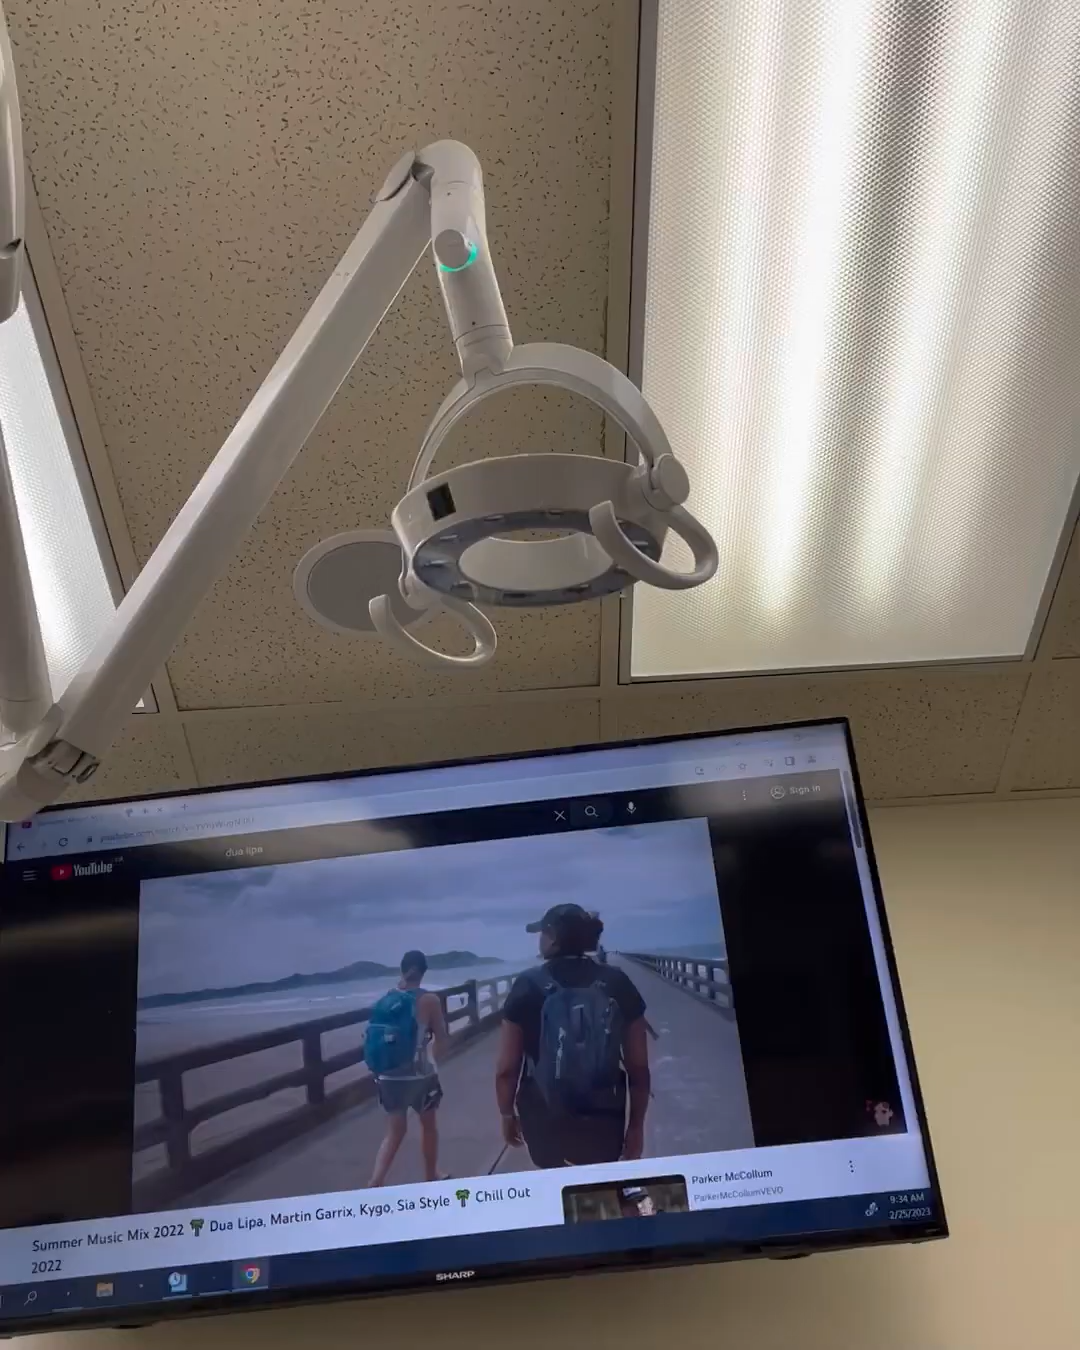 Sign in
dua lipa
YouTube CA
Summer Music Mix 2022 🌴 Dua Lipa, Martin Garrix, Kygo, Sia Style 🌴 Chill Out
2022
Parker McCollum
ParkerMcCollumVEVO
9:34 AM
2/25/2023
SHARP